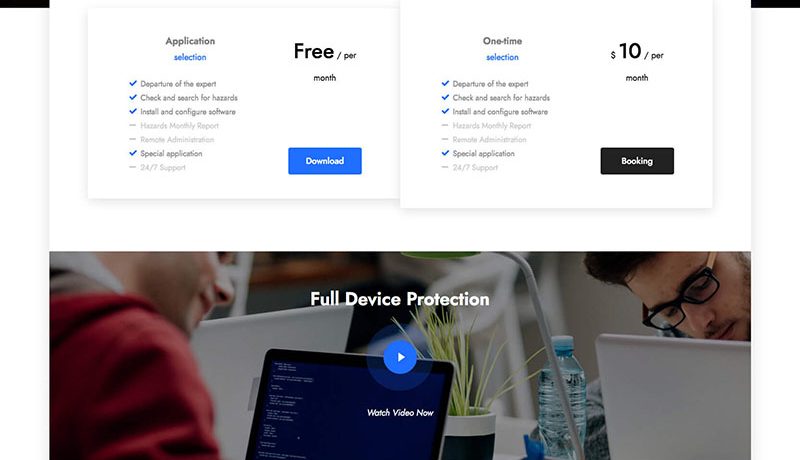 Application
selection
Departure of the expert
Check and search for hazards
Install and configure software
Hazards Monthly Report
Remote Administration
Special application
24/7 Support
Free / per
month
Download
One-time
selection
Departure of the expert
Check and search for hazards
Install and configure software
Hazards Monthly Report
Remote Administration
Special application
24/7 Support
$ 10 / per
month
Booking
Full Device Protection
Watch Video Now